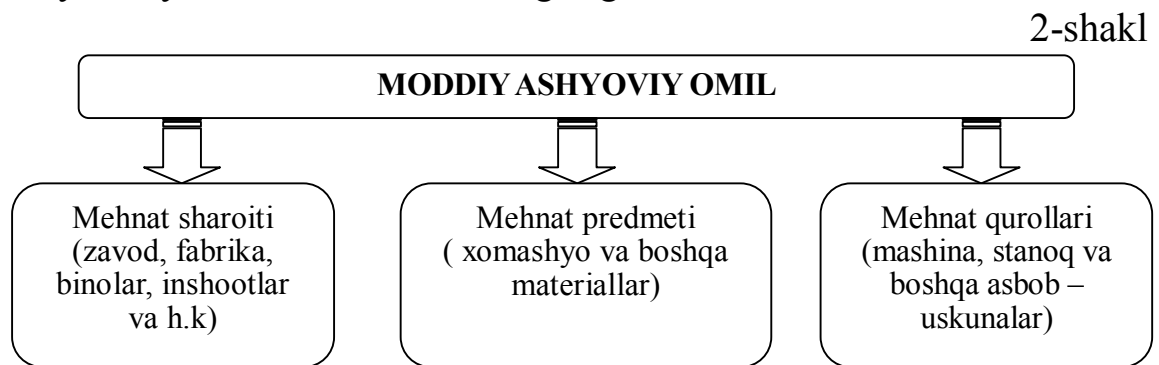 2-shakl
MODDIY ASHYOVIY OMIL
Mehnat sharoiti
(zavod, fabrika,
binolar, inshootlar
va h.k)
Mehnat predmeti
( xomashyo va boshqa
materiallar)
Mehnat qurollari
(mashina, stanoq va
boshqa asbob –
uskunalar)